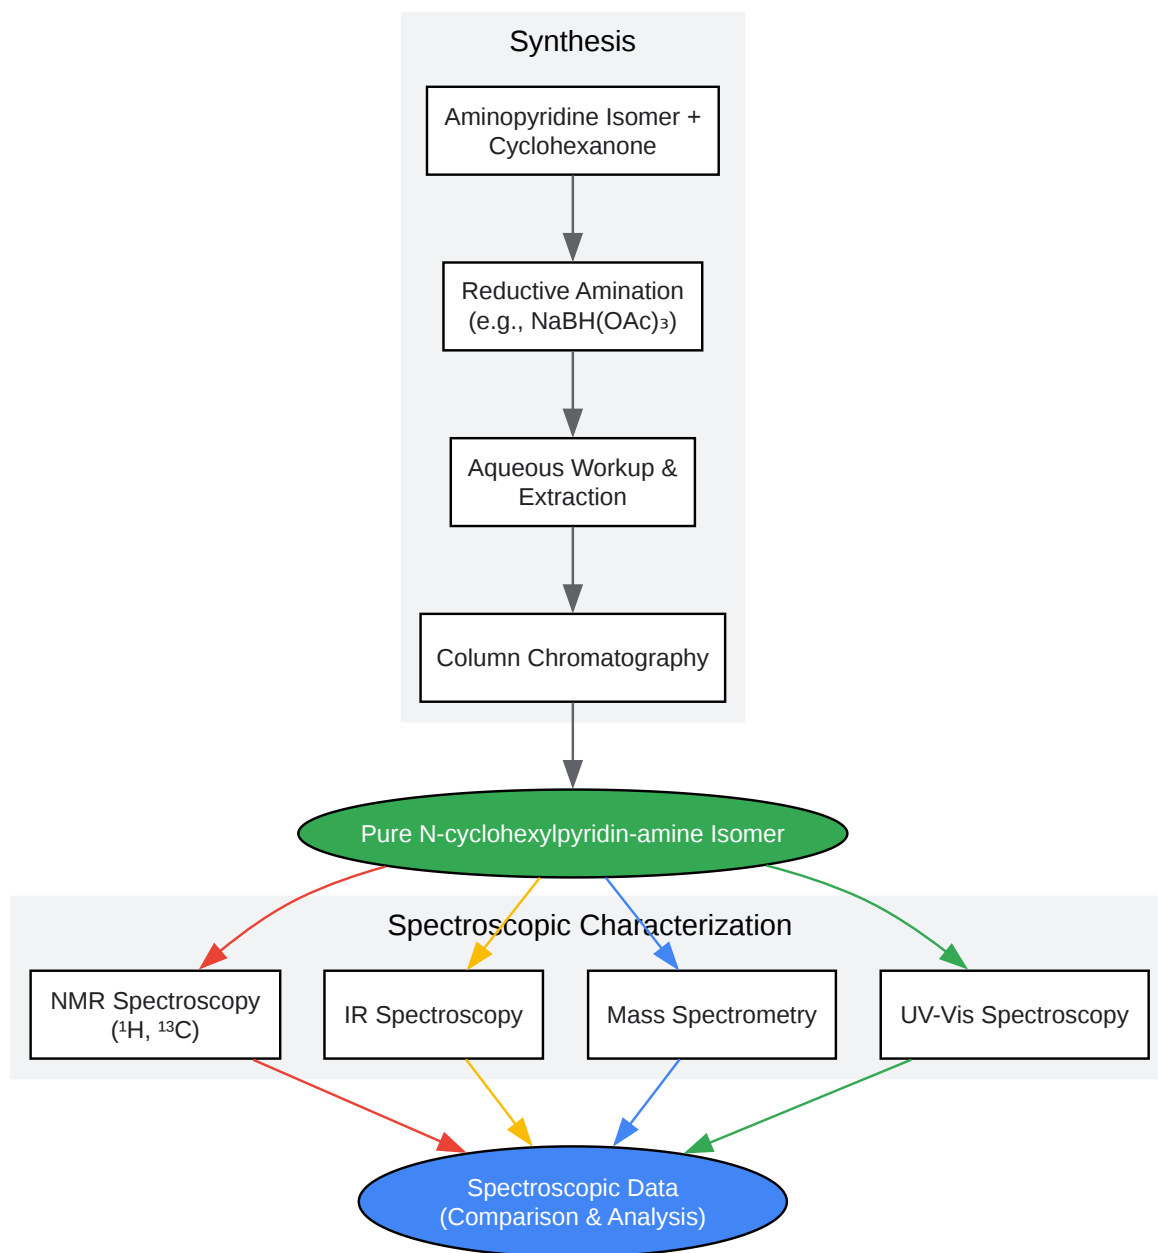 Synthesis
Aminopyridine Isomer +
Cyclohexanone
Reductive Amination
(e.g., NaBH(OAc)₃)
Aqueous Workup &
Extraction
Column Chromatography
Pure N-cyclohexylpyridin-amine Isomer
Spectroscopic Characterization
NMR Spectroscopy
(¹H, ¹³C)
IR Spectroscopy
Mass Spectrometry
UV-Vis Spectroscopy
Spectroscopic Data
(Comparison & Analysis)